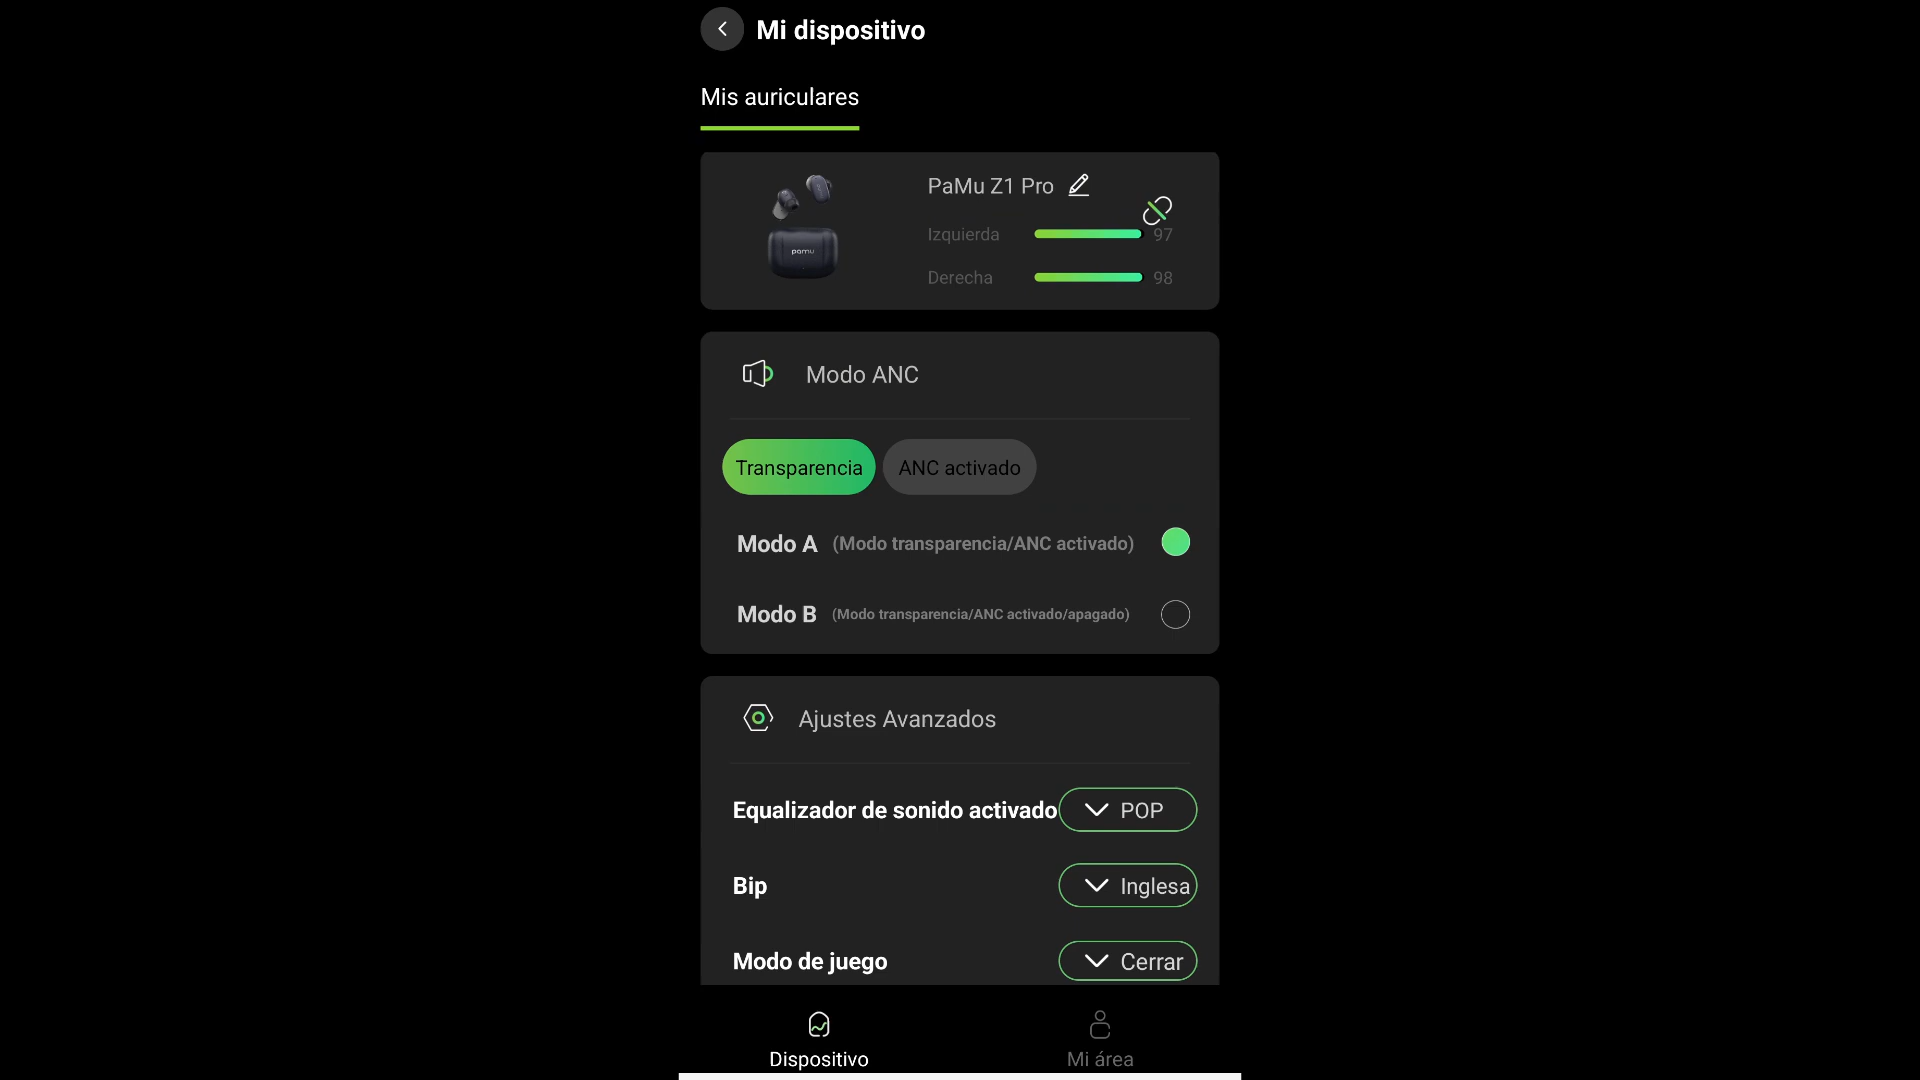 Mi dispositivo
Mis auriculares
PaMu Z1 Pro
Izquierda 97
Derecha 98
pamu
Modo ANC
Transparencia ANC activado
Modo A (Modo transparencia/ANC activado)
Modo B (Modo transparencia/ANC activado/apagado)
Ajustes Avanzados
Equalizador de sonido activado POP
Bip Inglesa
Modo de juego Cerrar
Dispositivo Mi área